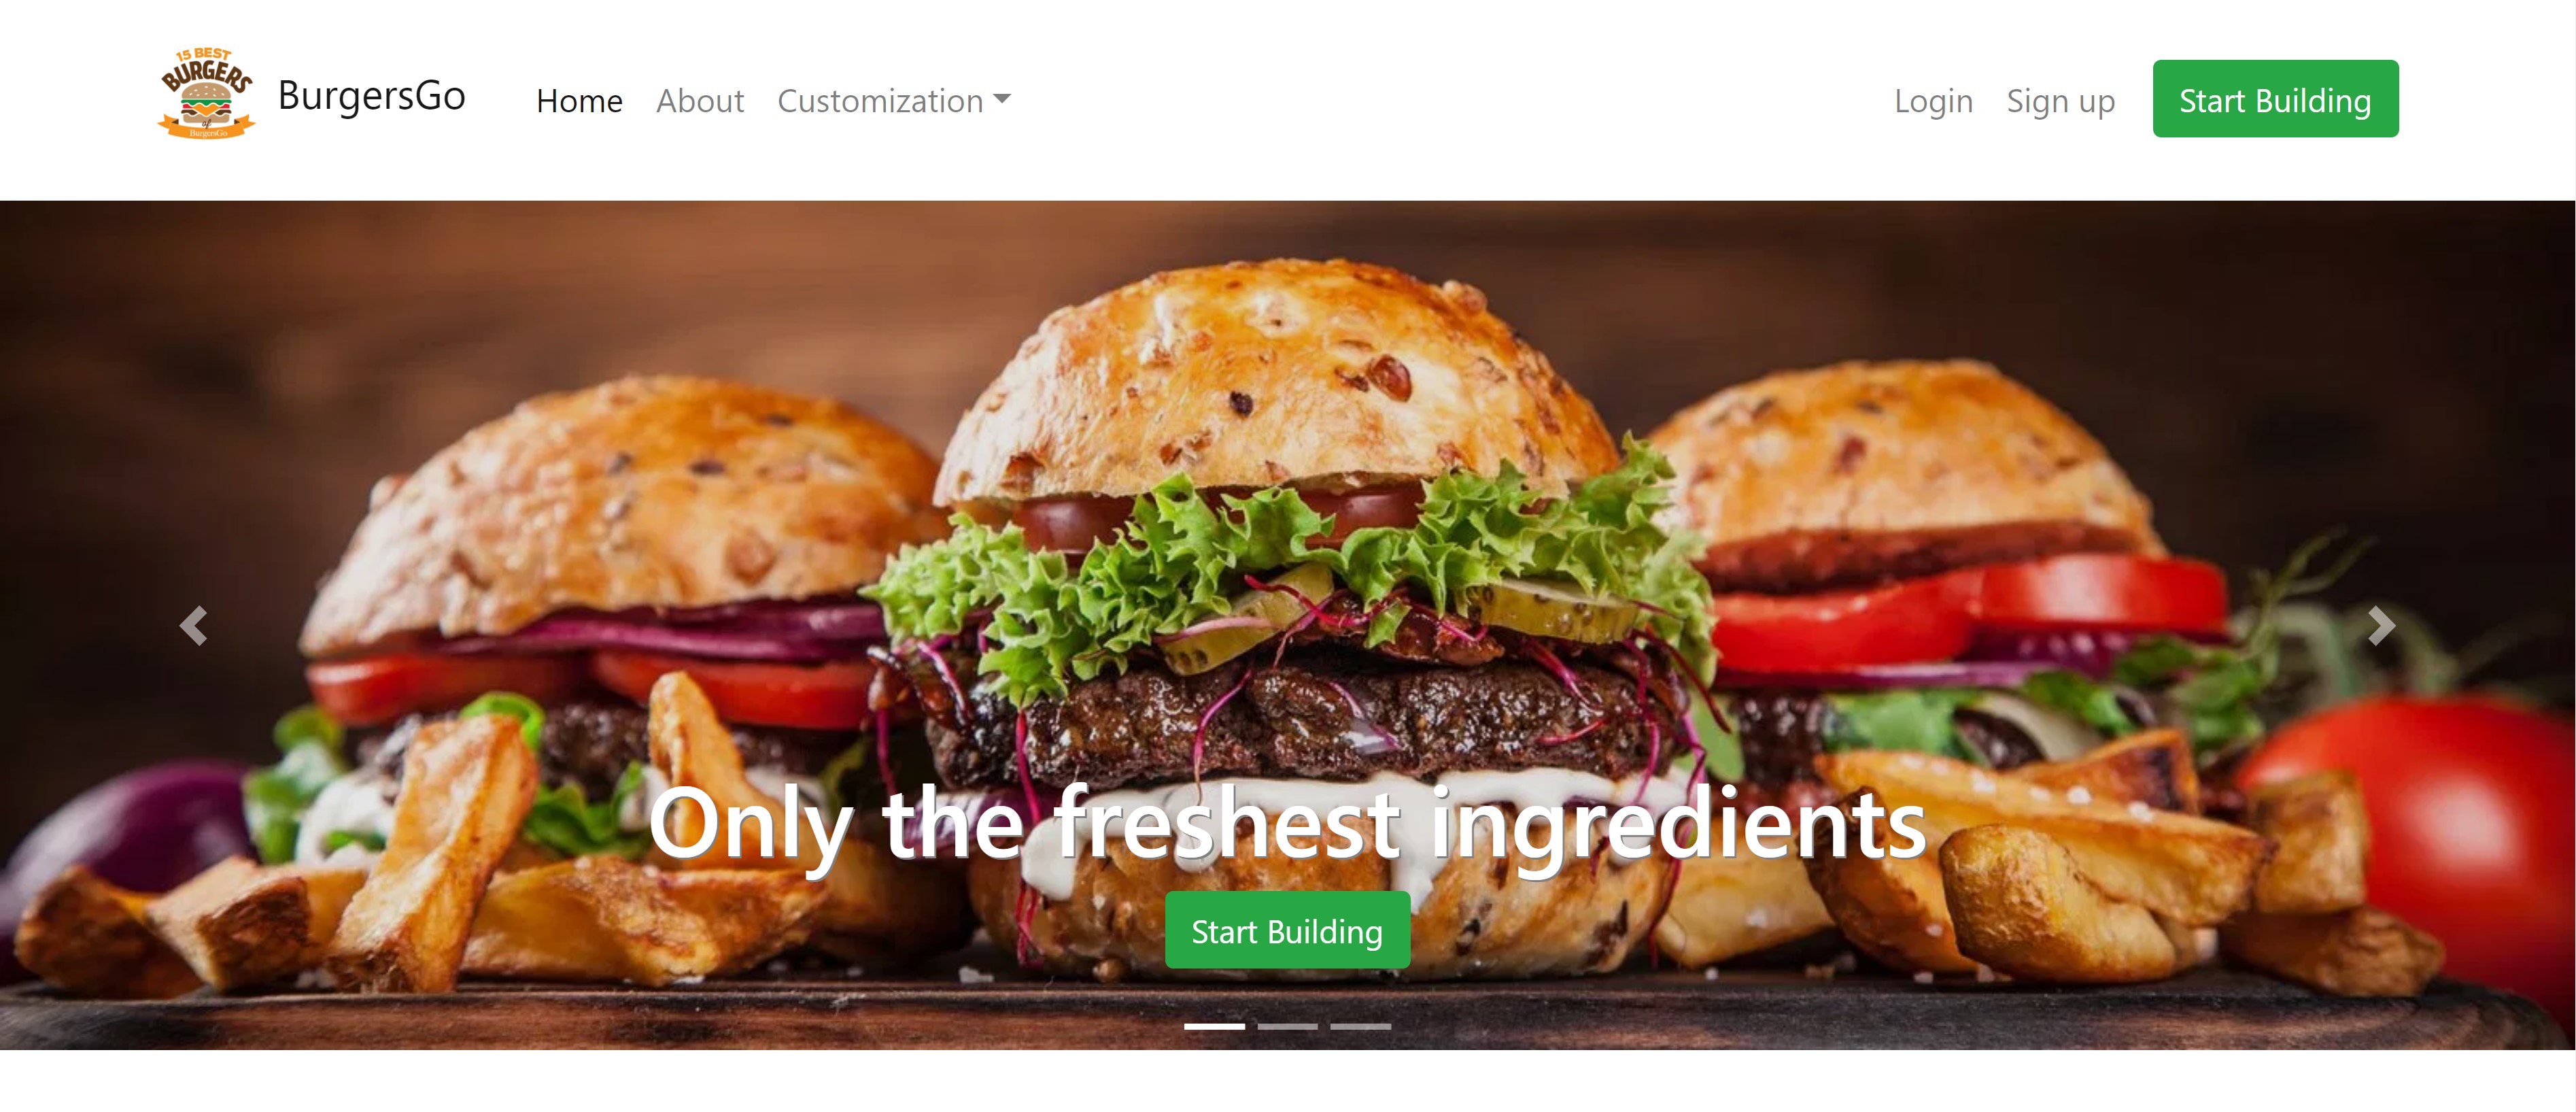 15 BEST
BURGERS
of
BurgersGo
BurgersGo
Home About Customization
Login Sign up Start Building
Only the freshest ingredients
Start Building